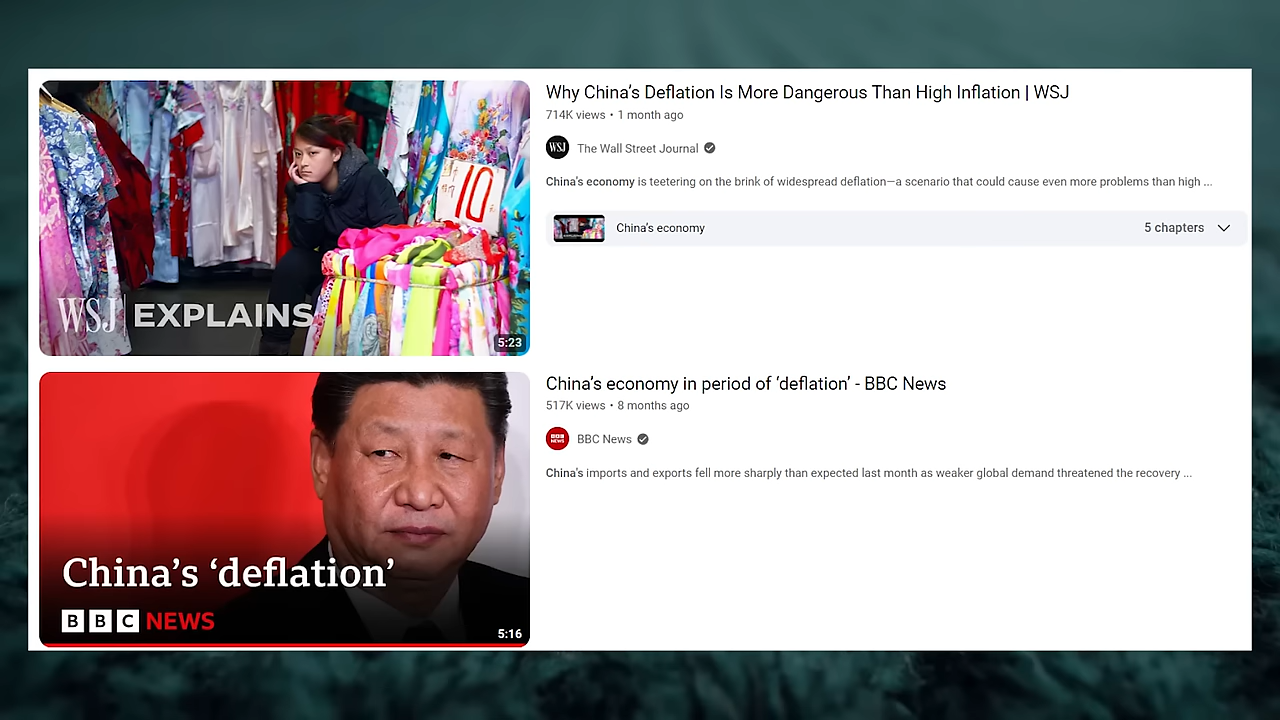 Why China's Deflation Is More Dangerous Than High Inflation | WSJ
714K views • 1 month ago
WSJ
The Wall Street Journal
China's economy is teetering on the brink of widespread deflation—a scenario that could cause even more problems than high ...
China's economy
5 chapters
10
WSJ EXPLAINS
5:23
China's economy in period of ‘deflation’ - BBC News
517K views • 8 months ago
BBC NEWS
BBC News
China's imports and exports fell more sharply than expected last month as weaker global demand threatened the recovery ...
China's ‘deflation’
BBC NEWS
5:16